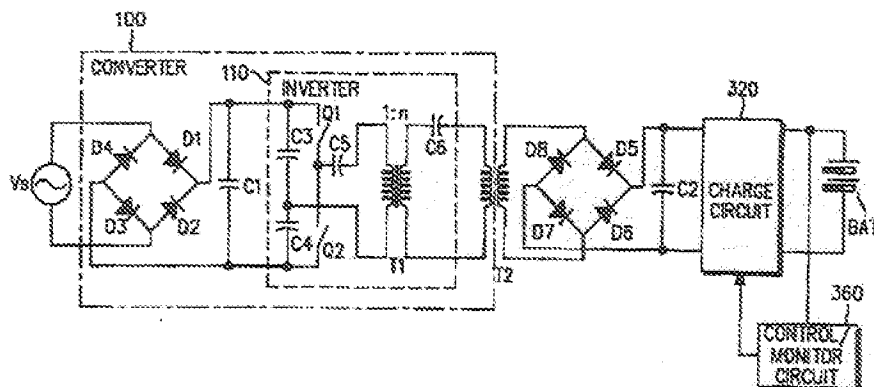 100
CONVERTER
110
INVERTER
320
Q1
1:n
D4
D1
C3
C5
C6
D8
D5
Vs
C1
C2
CHARGE
CIRCUIT
D3
D2
C4
Q2
D7
D6
BAT
T1
T2
360
CONTROL
MONITOR
CIRCUIT